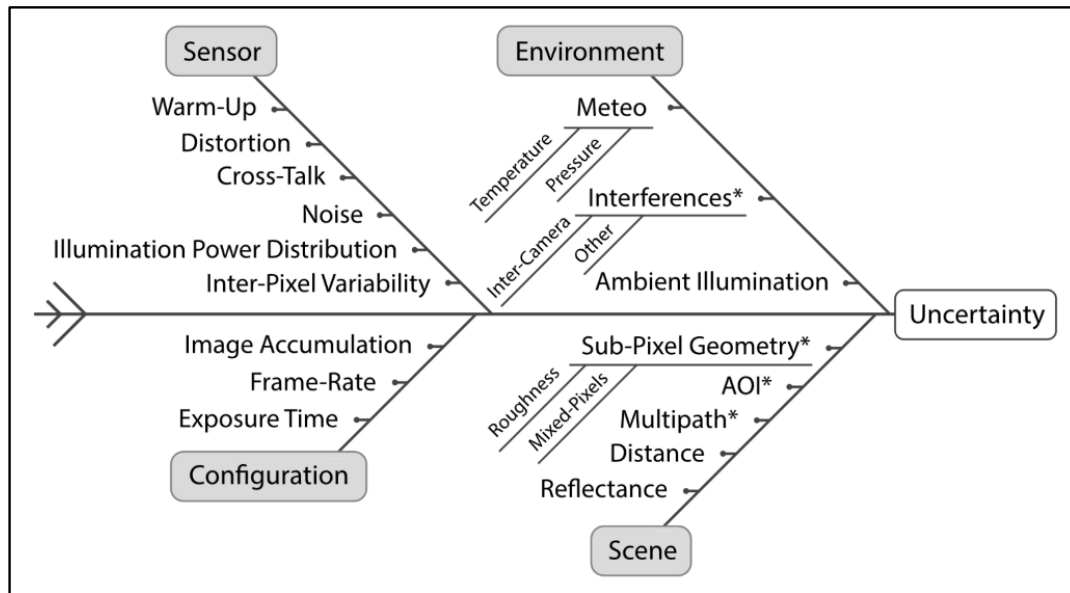 Sensor
Warm-Up
Distortion
Cross-Talk
Noise
Illumination Power Distribution
Inter-Pixel Variability
Environment
Meteo
Temperature
Pressure
Interferences*
Inter-Camera
Other
Ambient Illumination
Uncertainty
Image Accumulation
Frame-Rate
Exposure Time
Configuration
Sub-Pixel Geometry*
Roughness
Mixed-Pixels
AOI*
Multipath*
Distance
Reflectance
Scene